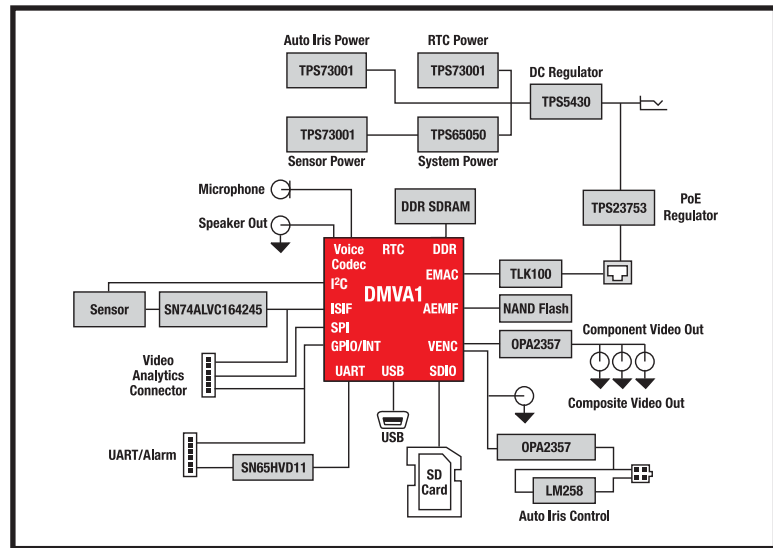 Auto Iris Power
RTC Power
DC Regulator
TPS73001
TPS73001
TPS5430
TPS73001
TPS65050
Sensor Power
System Power
Microphone
DDR SDRAM
TPS23753
PoE
Regulator
Speaker Out
Voice
Codec
RTC
DDR
I²C
EMAC
TLK100
DMVA1
Sensor
SN74ALVC164245
ISIF
AEMIF
NAND Flash
SPI
GPIO/INT
VENC
OPA2357
Component Video Out
Video
Analytics
Connector
UART
USB
SDIO
Composite Video Out
USB
UART/Alarm
SN65HVD11
SD
Card
OPA2357
LM258
Auto Iris Control